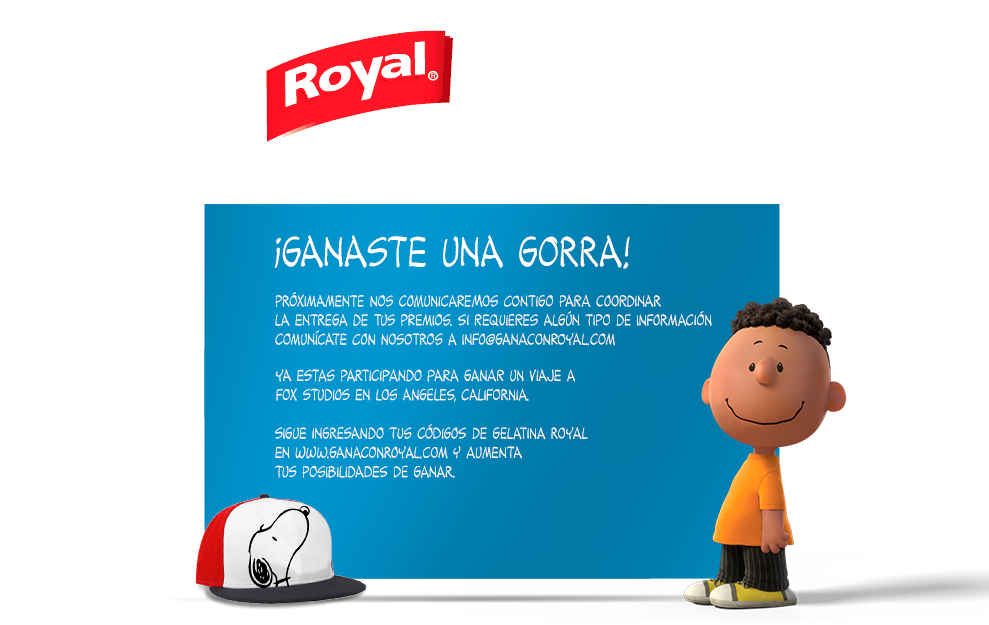 Royal®
¡GANASTE UNA GORRA!
PRÓXIMAMENTE NOS COMUNICAREMOS CONTIGO PARA COORDINAR
LA ENTREGA DE TUS PREMIOS. SI REQUIERES ALGÚN TIPO DE INFORMACIÓN
COMUNÍCATE CON NOSOTROS A INFO@GANACONROYAL.COM
YA ESTAS PARTICIPANDO PARA GANAR UN VIAJE A
FOX STUDIOS EN LOS ANGELES, CALIFORNIA.
SIGUE INGRESANDO TUS CÓDIGOS DE GELATINA ROYAL
EN WWW.GANACONROYAL.COM Y AUMENTA
TUS POSIBILIDADES DE GANAR.